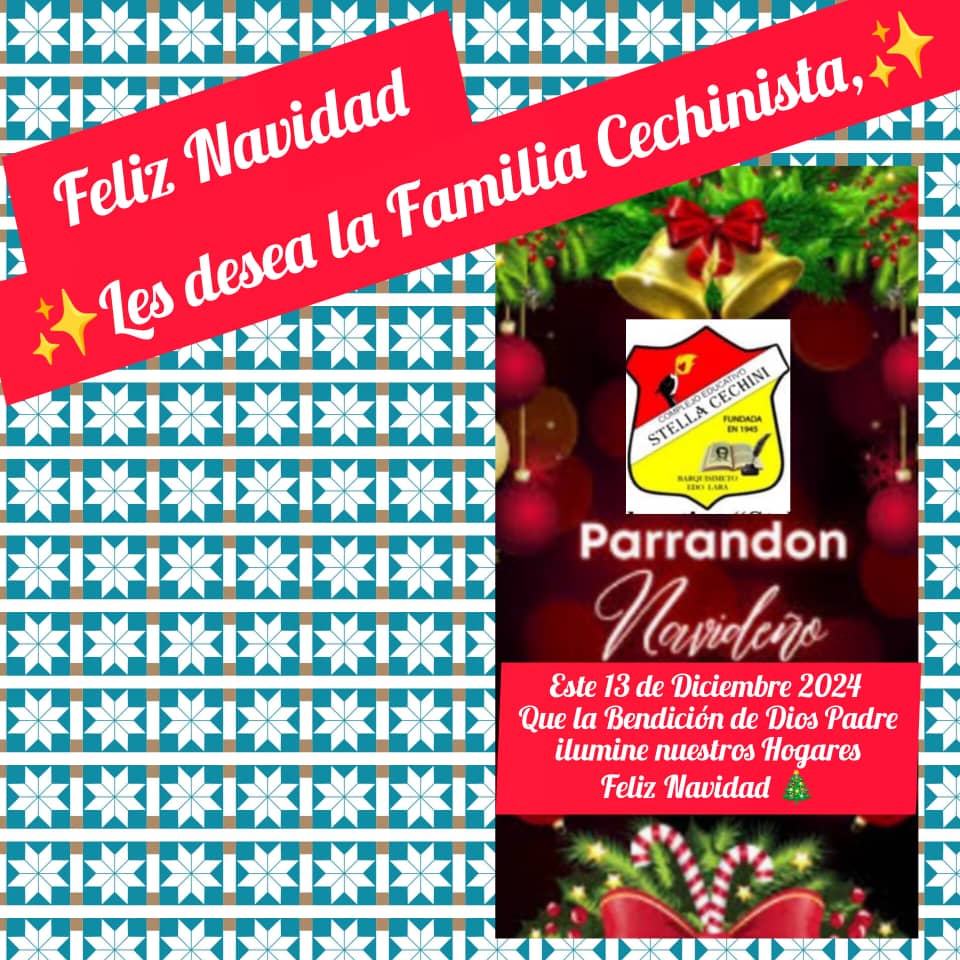 Feliz Navidad
✨Les desea la Familia Cechinista,✨
COMPLEJO EDUCATIVO
STELLA CECHINI
FUNDADA
EN 1945
BARQUISIMETO
EDO LARA
Parrandon
Navideño
Este 13 de Diciembre 2024
Que la Bendición de Dios Padre
ilumine nuestros Hogares
Feliz Navidad 🎄